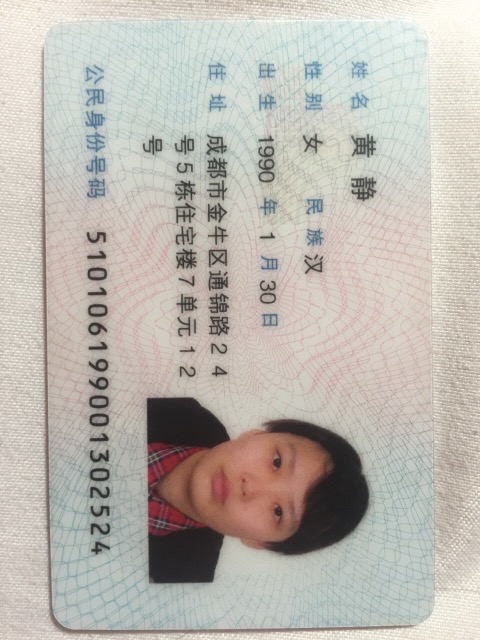 姓名 黄静
性别 女 民族 汉
出生 1990 年 1 月 30 日
住址 成都市金牛区通锦路24
号5栋住宅楼7单元12
号
公民身份号码 510106199001302524